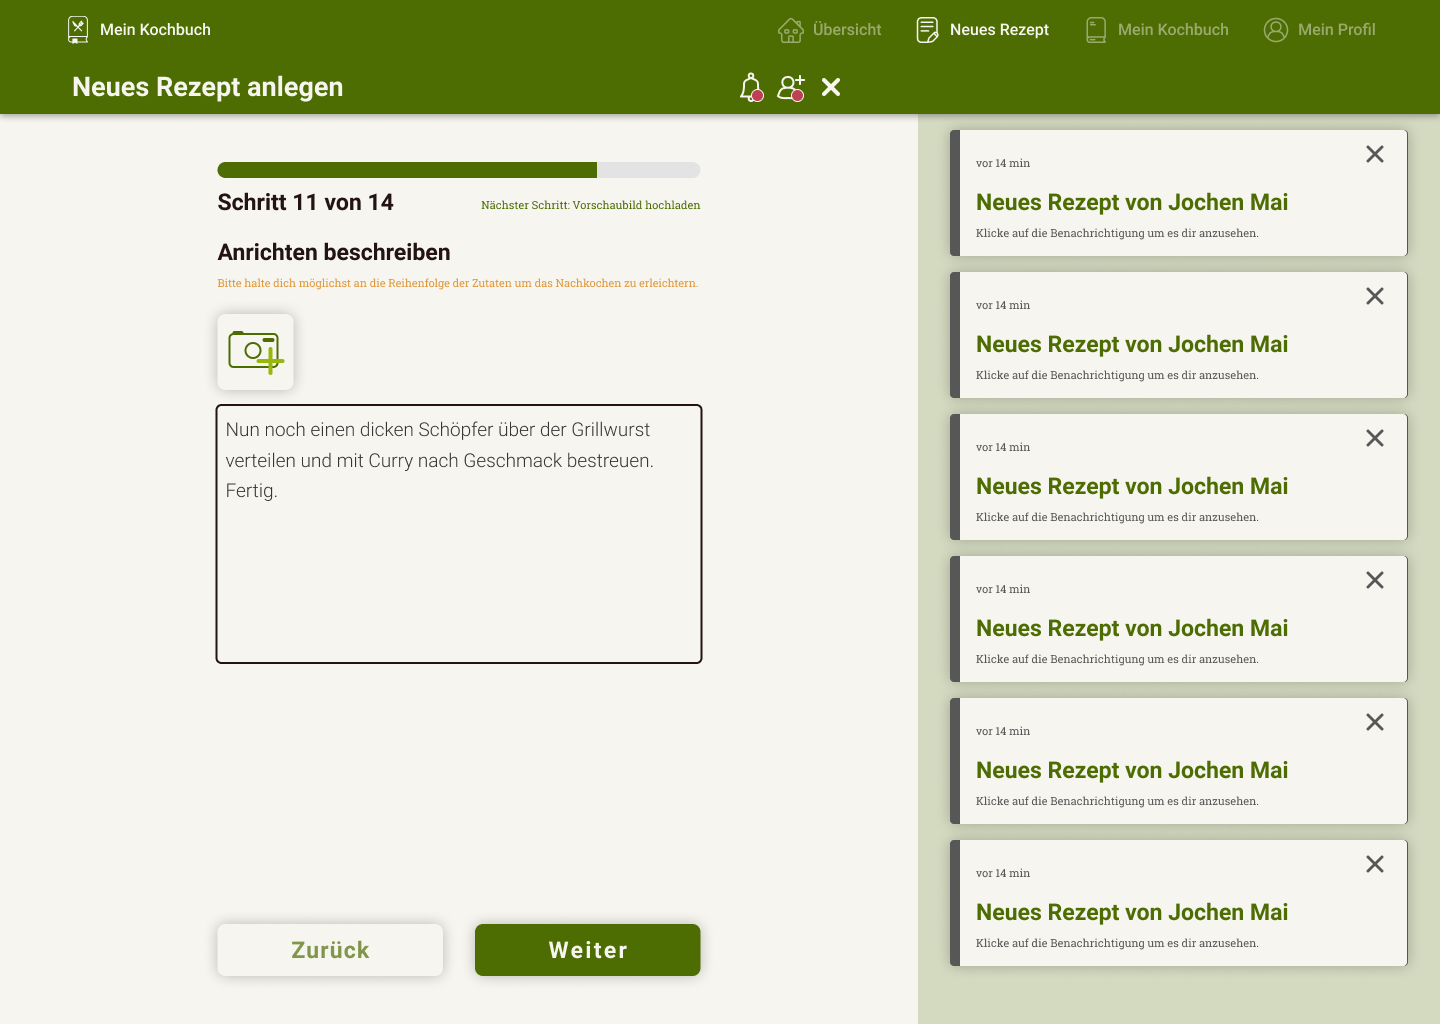 Mein Kochbuch
Übersicht
Neues Rezept
Mein Kochbuch
Mein Profil
Neues Rezept anlegen
Schritt 11 von 14
Nächster Schritt: Vorschaubild hochladen
Anrichten beschreiben
Bitte halte dich möglichst an die Reihenfolge der Zutaten um das Nachkochen zu erleichtern.
Nun noch einen dicken Schöpfer über der Grillwurst
verteilen und mit Curry nach Geschmack bestreuen.
Fertig.
Zurück
Weiter
vor 14 min
Neues Rezept von Jochen Mai
Klicke auf die Benachrichtigung um es dir anzusehen.
vor 14 min
Neues Rezept von Jochen Mai
Klicke auf die Benachrichtigung um es dir anzusehen.
vor 14 min
Neues Rezept von Jochen Mai
Klicke auf die Benachrichtigung um es dir anzusehen.
vor 14 min
Neues Rezept von Jochen Mai
Klicke auf die Benachrichtigung um es dir anzusehen.
vor 14 min
Neues Rezept von Jochen Mai
Klicke auf die Benachrichtigung um es dir anzusehen.
vor 14 min
Neues Rezept von Jochen Mai
Klicke auf die Benachrichtigung um es dir anzusehen.